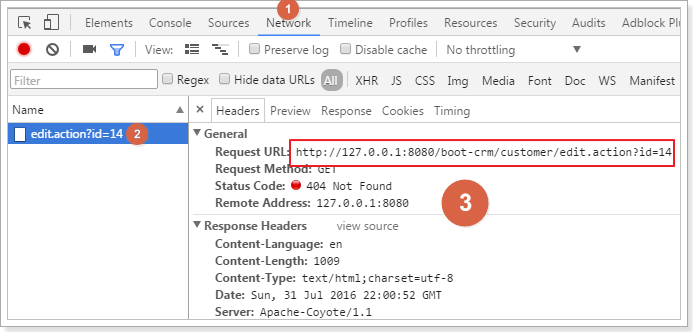 1
Elements Console Sources Network Timeline Profiles Resources Security Audits Adblock Plu
View: Preserve log Disable cache No throttling
Filter Regex Hide data URLs All XHR JS CSS Img Media Font Doc WS Manifest
Name × Headers Preview Response Cookies Timing
edit.action?id=14 2
General
Request URL: http://127.0.0.1:8080/boot-crm/customer/edit.action?id=14
Request Method: GET
Status Code: 404 Not Found
Remote Address: 127.0.0.1:8080
3
Response Headers view source
Content-Language: en
Content-Length: 1009
Content-Type: text/html;charset=utf-8
Date: Sun, 31 Jul 2016 22:00:52 GMT
Server: Apache-Coyote/1.1